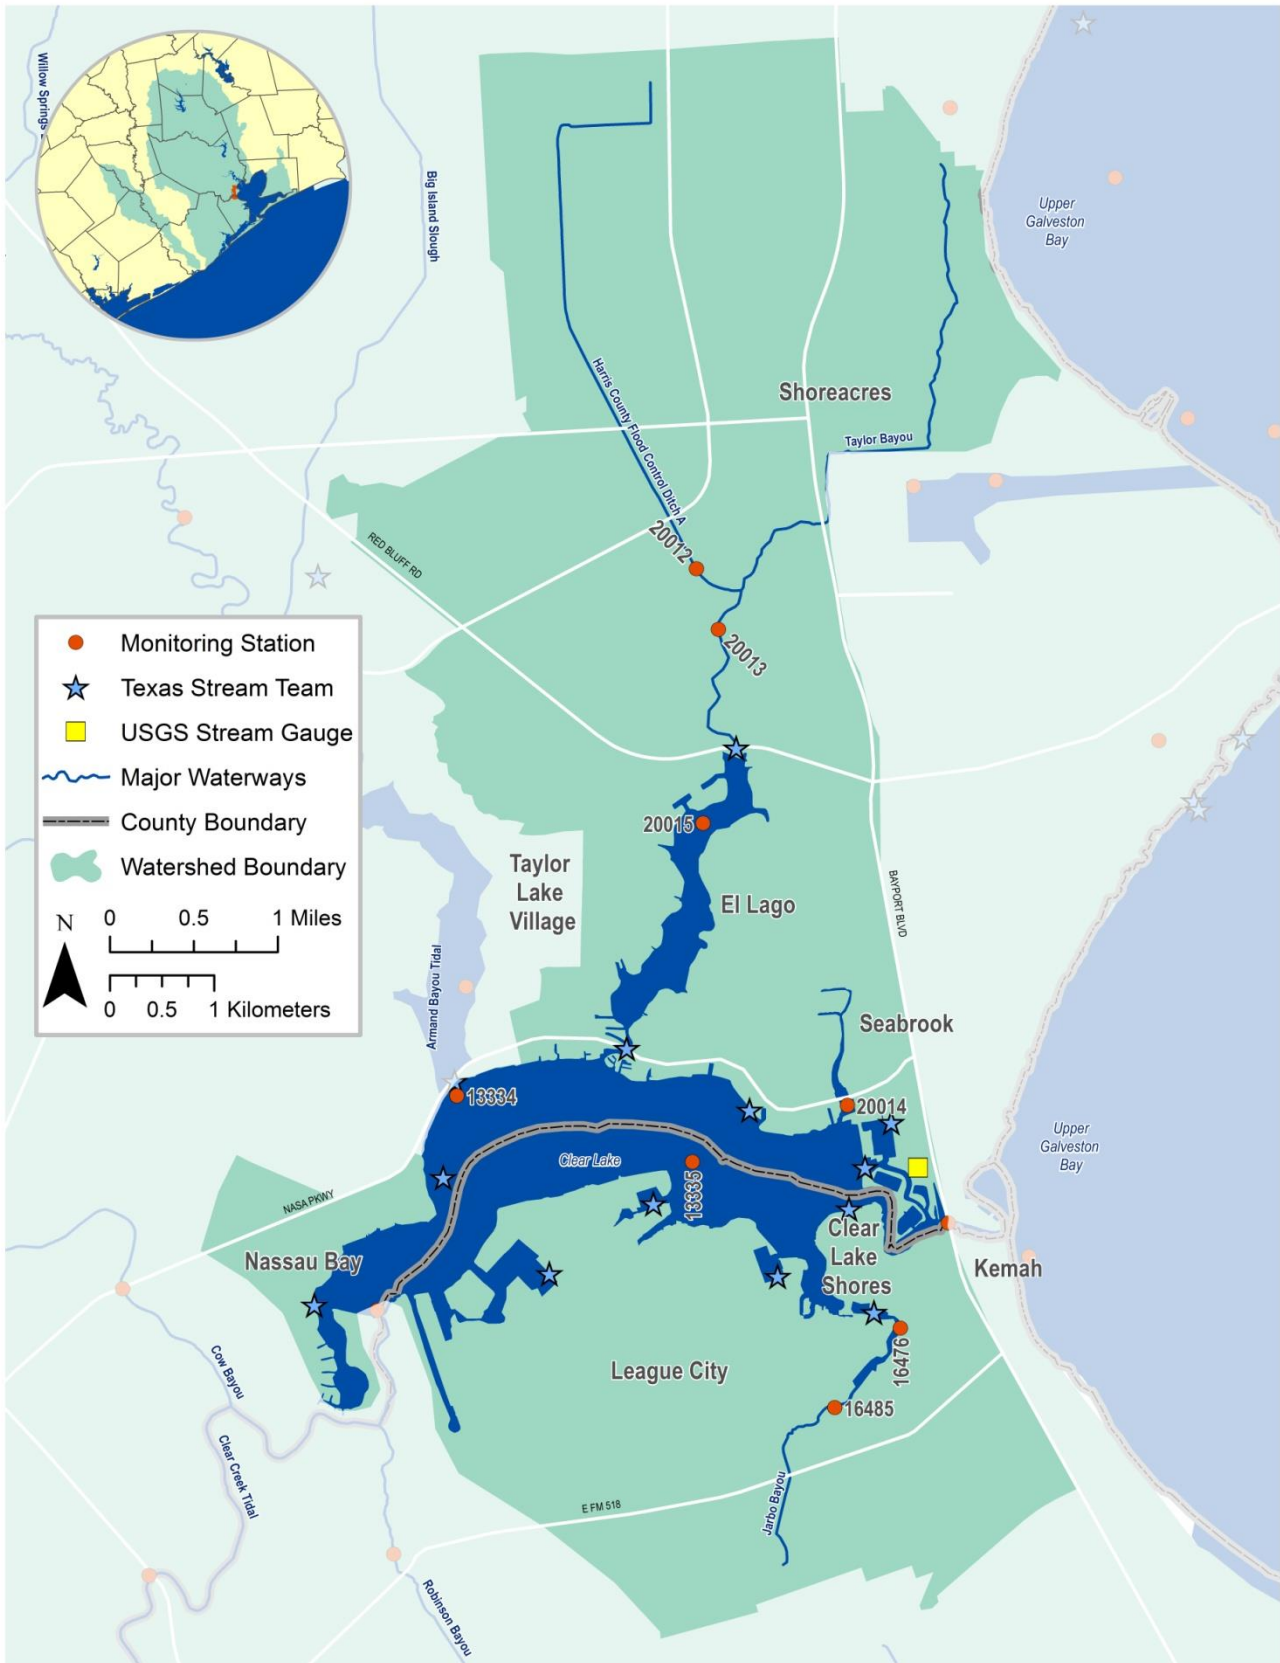 Willow Springs
Big Island Slough
Upper
Galveston
Bay
Harris County Flood Control Ditch A
Shoreacres
Taylor Bayou
RED BLUFF RD
20012
20013
Monitoring Station
Texas Stream Team
USGS Stream Gauge
Major Waterways
County Boundary
Watershed Boundary
N
0 0.5 1 Miles
0 0.5 1 Kilometers
20015
Taylor
Lake
Village
El Lago
BAYPORT BLVD
Armand Bayou Tidal
Seabrook
13334
20014
Clear Lake
13335
Upper
Galveston
Bay
NASA PKWY
Nassau Bay
Clear
Lake
Shores
Kemah
League City
16476
16485
Cow Bayou
Clear Creek Tidal
E FM 518
Jarbo Bayou
Robinson Bayou